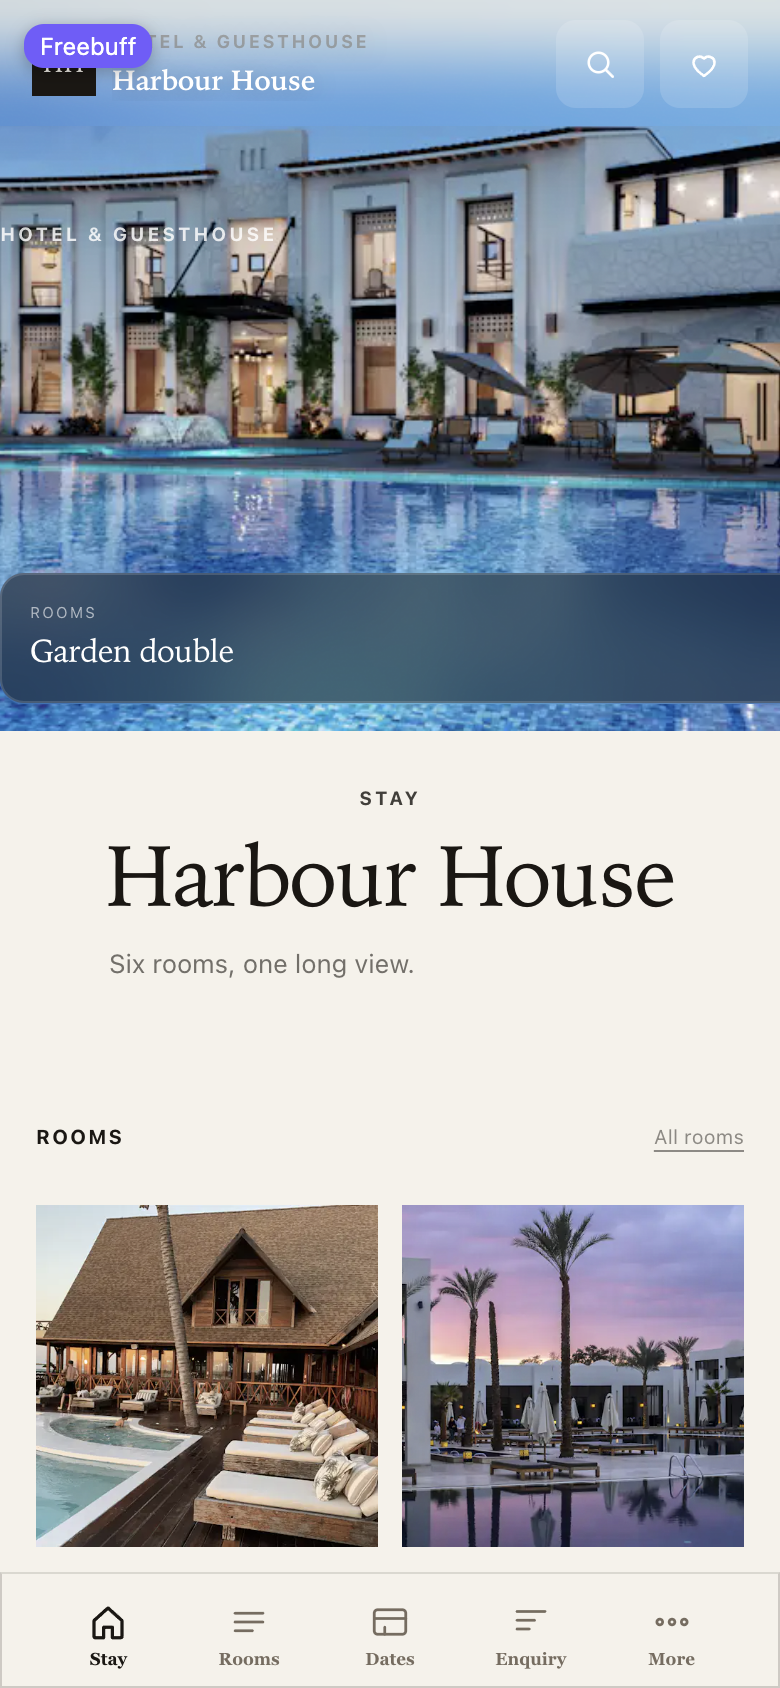 Freebuff
TEL & GUESTHOUSE
Harbour House
HOTEL & GUESTHOUSE
ROOMS
Garden double
STAY
Harbour House
Six rooms, one long view.
ROOMS
All rooms
Stay
Rooms
Dates
Enquiry
More